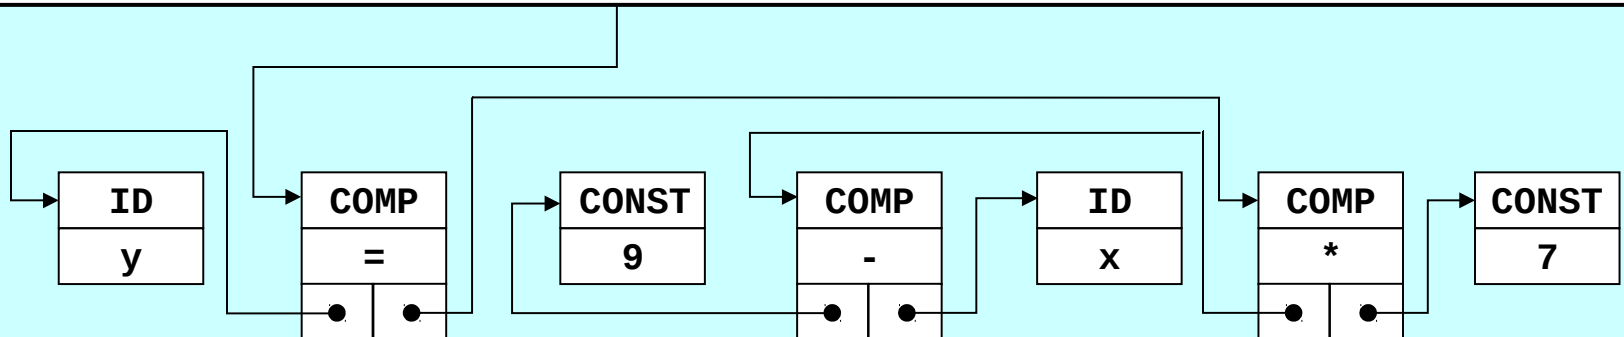 ID COMP CONST COMP ID COMP CONST
y = 9 - x * 7